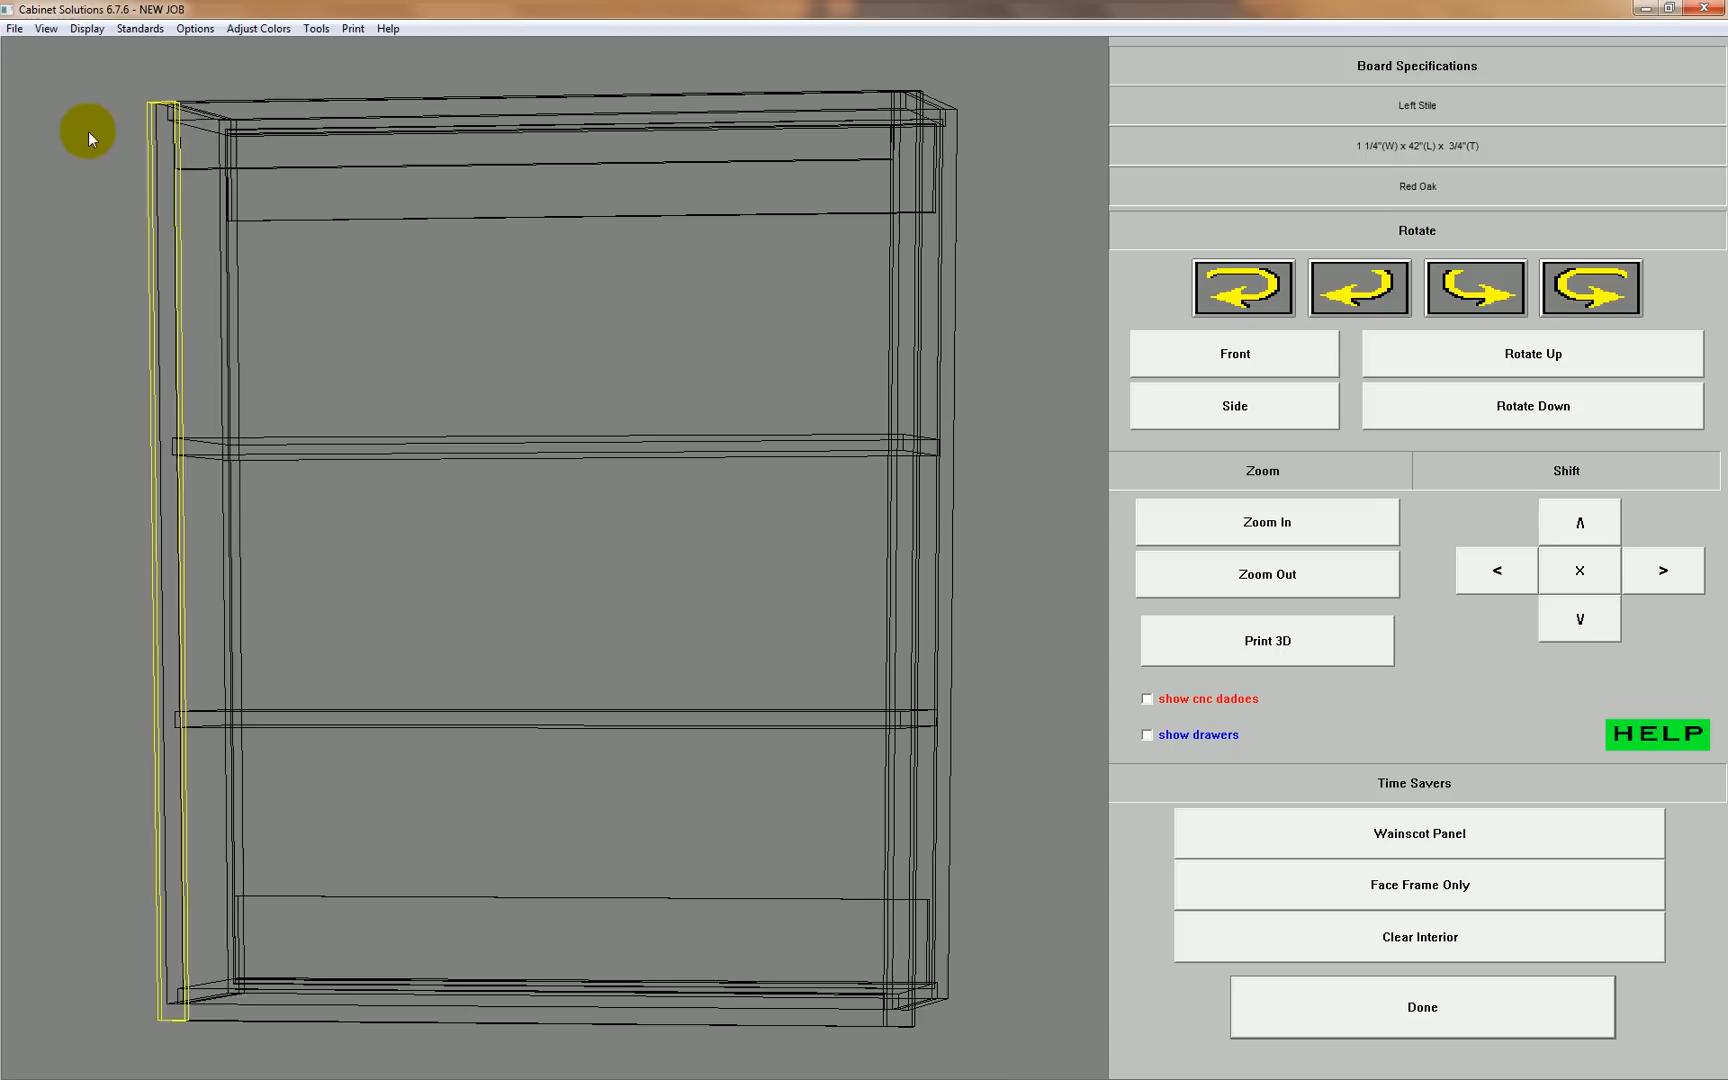 Cabinet Solutions 6.7.6 - NEW JOB
File View Display Standards Options Adjust Colors Tools Print Help
Board Specifications
Left Stile
1 1/4"(W) x 42"(L) x 3/4"(T)
Red Oak
Rotate
Front
Rotate Up
Side
Rotate Down
Zoom
Shift
Zoom In
Λ
Zoom Out
< X >
V
Print 3D
show cnc dadoes
show drawers
HELP
Time Savers
Wainscot Panel
Face Frame Only
Clear Interior
Done